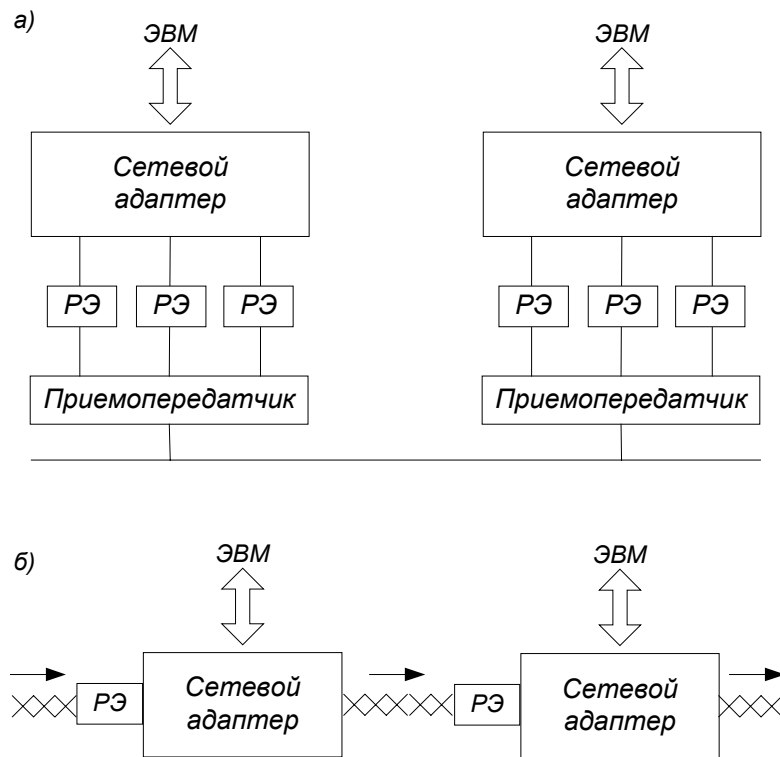 а)
ЭВМ ЭВМ
Сетевой Сетевой
адаптер адаптер
РЭ РЭ РЭ РЭ РЭ РЭ
Приемопередатчик Приемопередатчик
б)
ЭВМ ЭВМ
Сетевой Сетевой
РЭ РЭ
адаптер адаптер